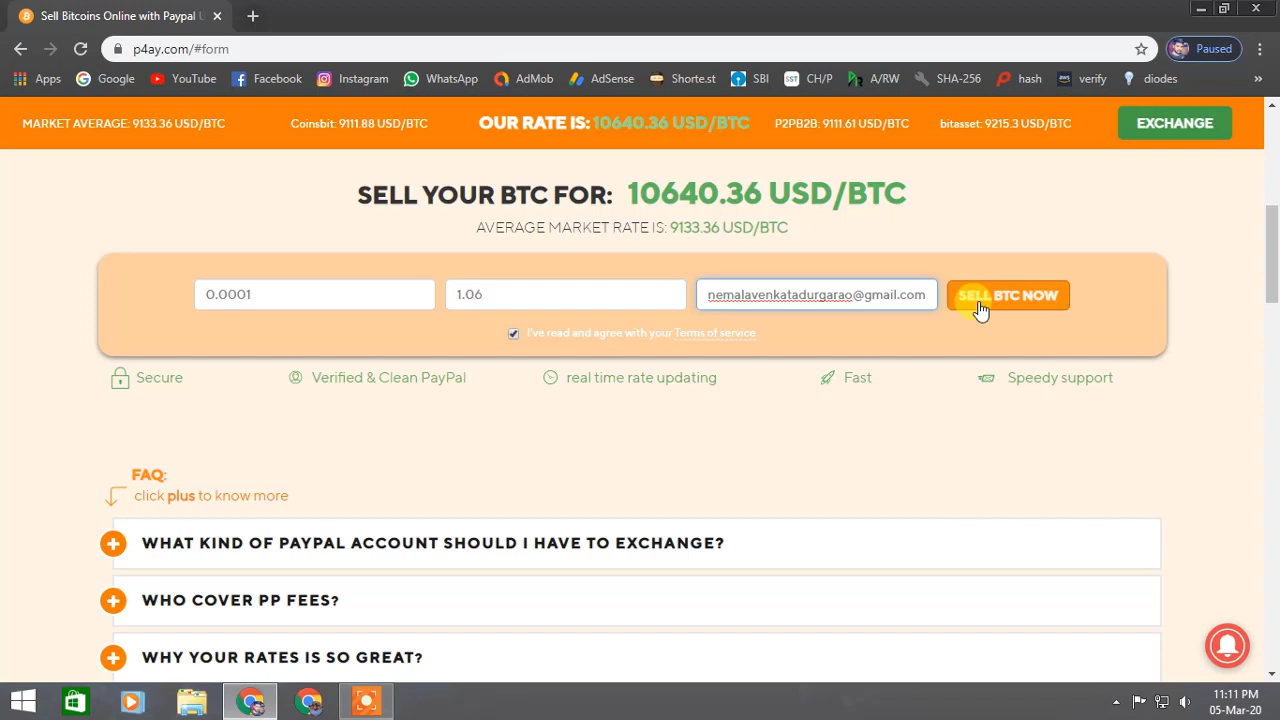 Sell Bitcoins Online with Paypal U
p4ay.com/#form
Paused
Apps Google YouTube Facebook Instagram WhatsApp AdMob AdSense Shorte.st SBI SST CH/P A/RW SHA-256 hash aws verify diodes »
MARKET AVERAGE: 9133.36 USD/BTC Coinsbit: 9111.88 USD/BTC OUR RATE IS: 10640.36 USD/BTC P2PB2B: 9111.61 USD/BTC bitasset: 9215.3 USD/BTC EXCHANGE
SELL YOUR BTC FOR: 10640.36 USD/BTC
AVERAGE MARKET RATE IS: 9133.36 USD/BTC
0.0001 1.06 nemalavenkatadurgarao@gmail.com SELL BTC NOW
I've read and agree with your Terms of service
Secure Verified & Clean PayPal real time rate updating Fast Speedy support
FAQ:
click plus to know more
WHAT KIND OF PAYPAL ACCOUNT SHOULD I HAVE TO EXCHANGE?
WHO COVER PP FEES?
WHY YOUR RATES IS SO GREAT?
11:11 PM
05-Mar-20